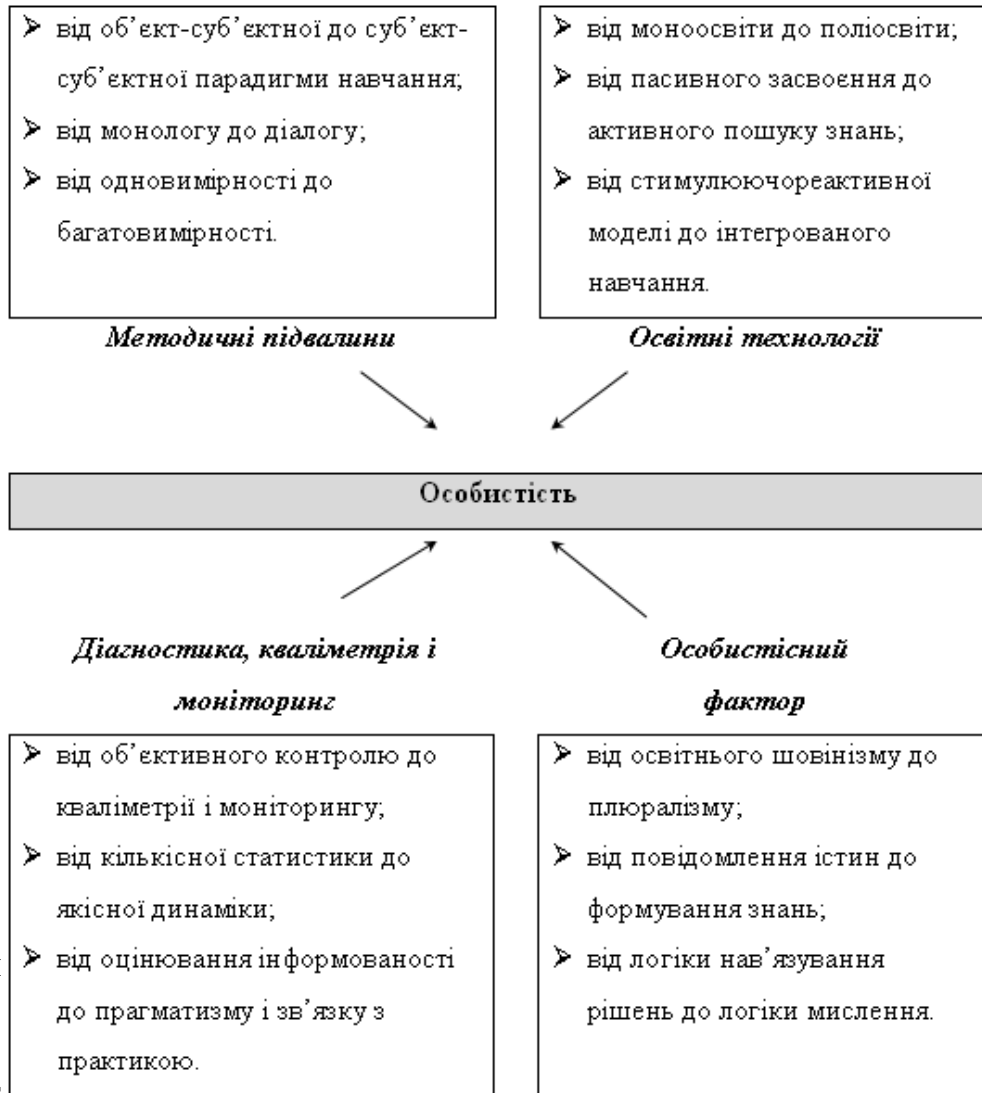 ➢ від об’єкт-суб’єктної до суб’єкт-
суб’єктної парадигми навчання;
➢ від монологу до діалогу;
➢ від одновимірності до
багатовимірності.
Методичні підвалини
➢ від моноосвіти до поліосвіти;
➢ від пасивного засвоєння до
активного пошуку знань;
➢ від стимулюючореактивної
моделі до інтегрованого
навчання.
Освітні технології
Особистість
Діагностика, кваліметрія і
моніторинг
➢ від об’єктивного контролю до
кваліметрії і моніторингу;
➢ від кількісної статистики до
якісної динаміки;
➢ від оцінювання інформованості
до прагматизму і зв’язку з
практикою.
Особистісний
фактор
➢ від освітнього шовінізму до
плюралізму;
➢ від повідомлення істин до
формування знань;
➢ від логіки нав’язування
рішень до логіки мислення.